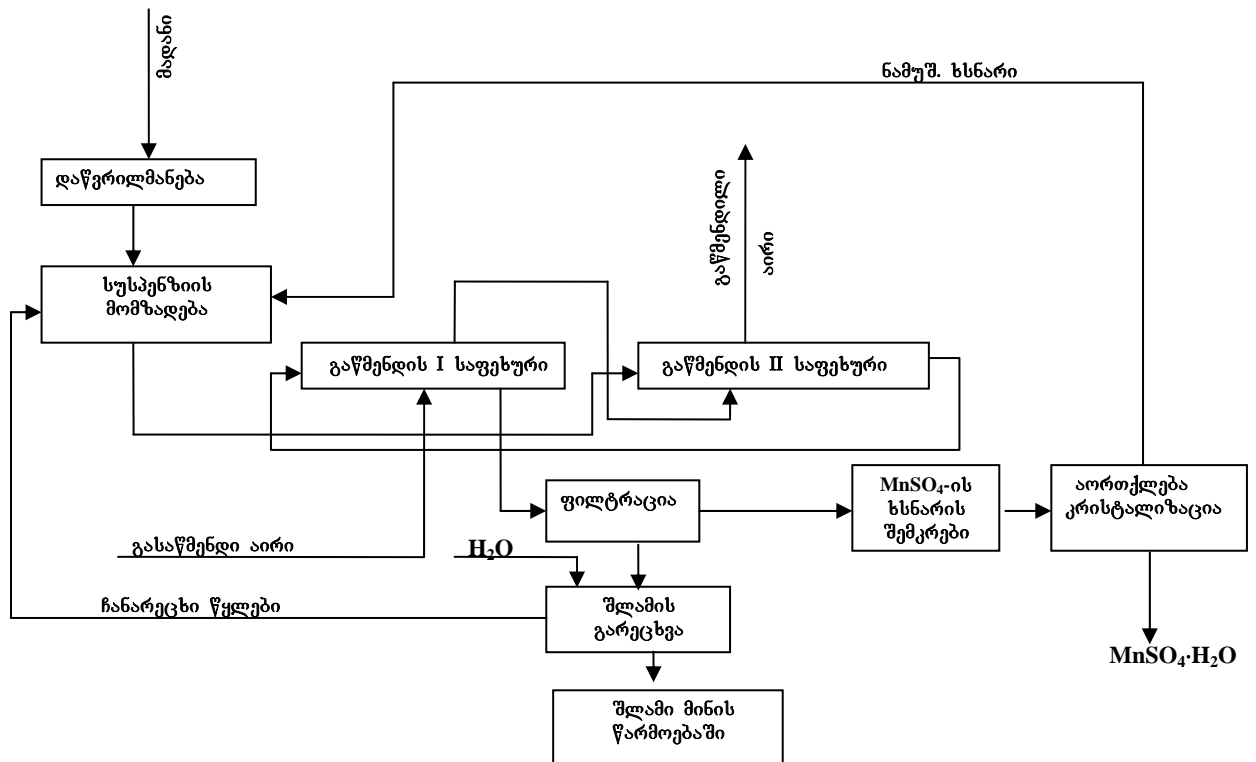 მადანი
ნამუშ. ხსნარი
დაწვრილმანება
გაწმენდილი
აირი
სუსპენზიის
მომზადება
გაწმენდის I საფეხური
გაწმენდის II საფეხური
ფილტრაცია
MnSO₄-ის
ხსნარის
შემკრები
აორთქლება
კრისტალიზაცია
გასაწმენდი აირი
H₂O
ჩანარეცხი წყლები
შლამის
გარეცხვა
MnSO₄·H₂O
შლამი მინის
წარმოებაში